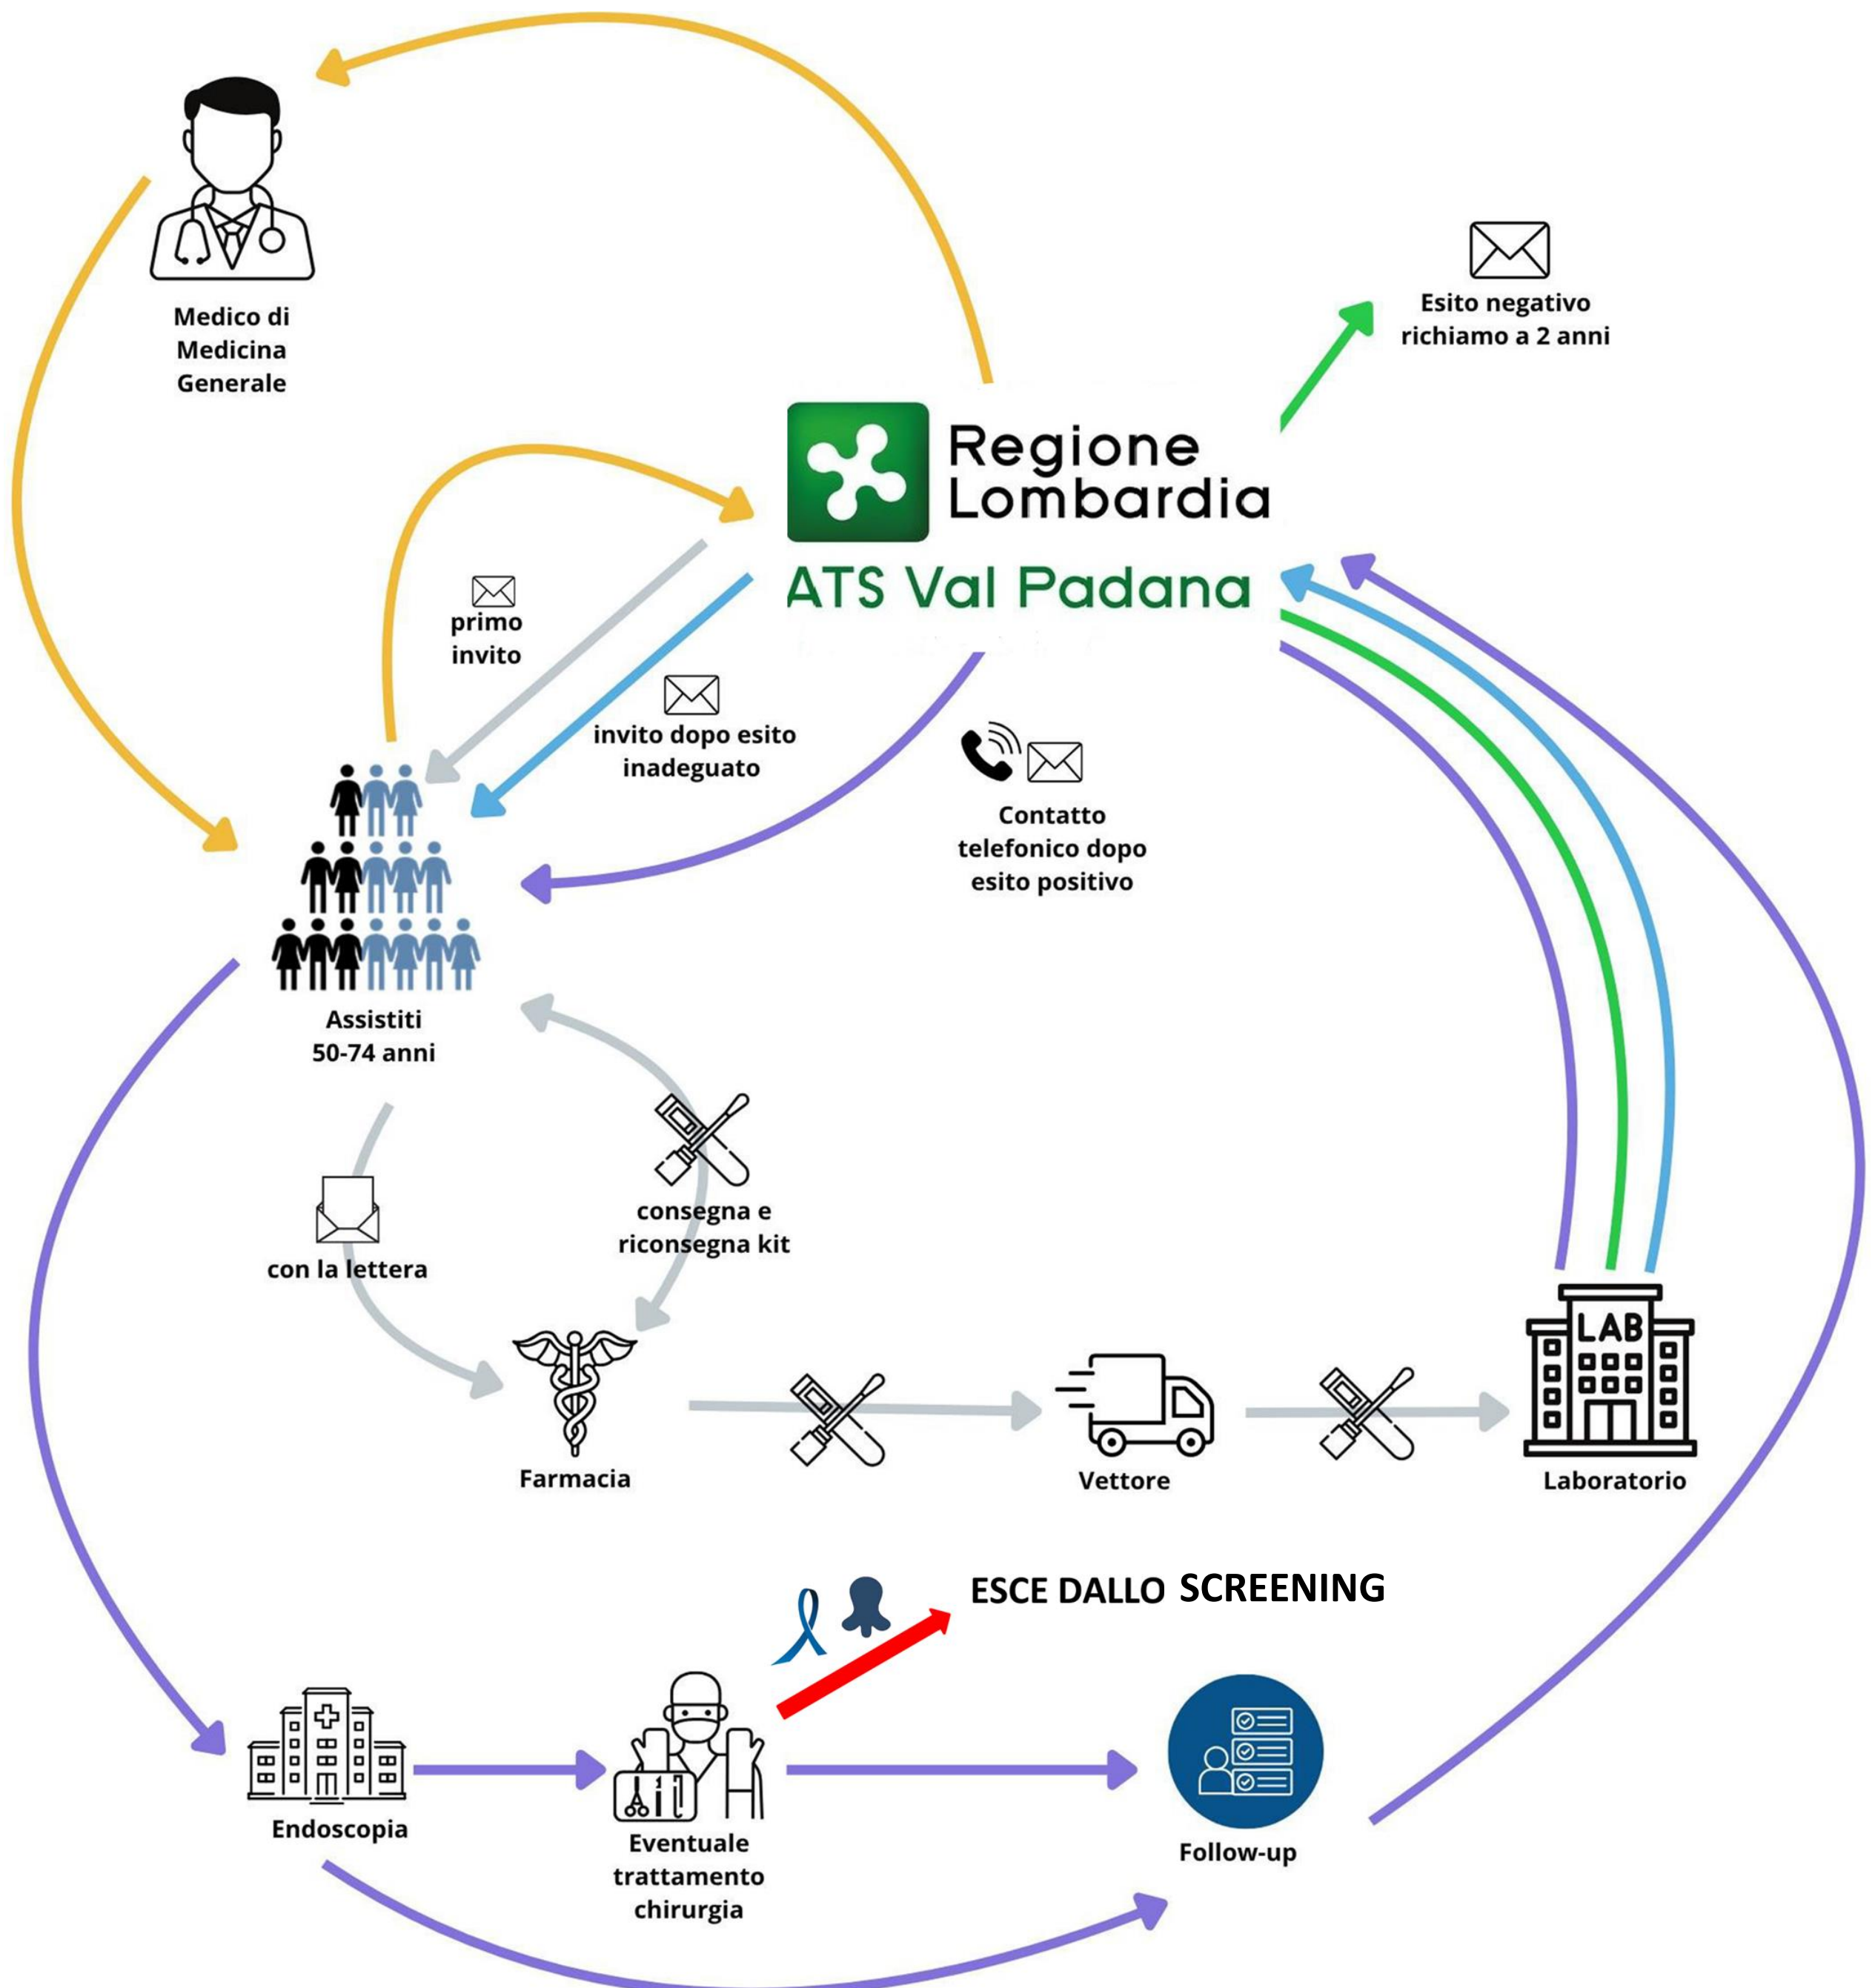 Medico di
Medicina
Generale
Esito negativo
richiamo a 2 anni
Regione
Lombardia
ATS Val Padana
primo
invito
invito dopo esito
inadeguato
Contatto
telefonico dopo
esito positivo
Assistiti
50-74 anni
consegna e
riconsegna kit
con la lettera
LAB
Farmacia
Vettore
Laboratorio
ESCE DALLO SCREENING
Endoscopia
Eventuale
trattamento
chirurgia
Follow-up